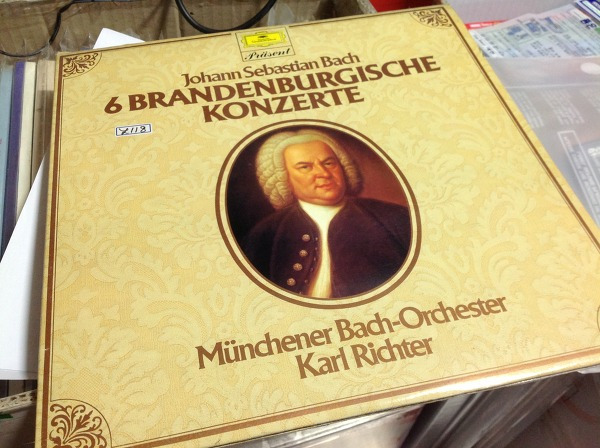 Präsent
Johann Sebastian Bach
6 BRANDENBURGISCHE
KONZERTE
Münchener Bach-Orchester
Karl Richter